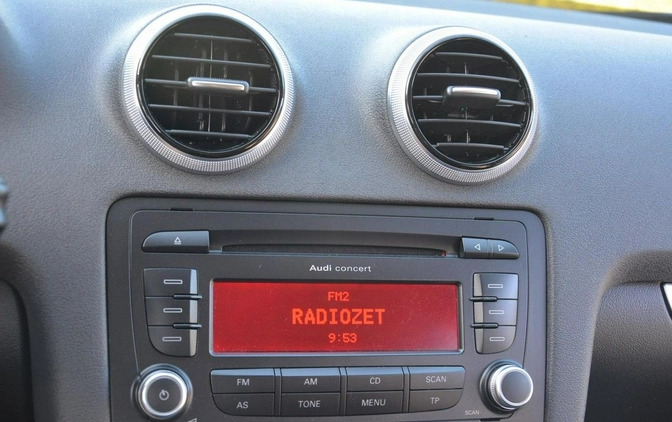 Audi concert
FM2
RADIOZET
9:53
FM AM CD SCAN
AS TONE MENU TP
SCAN